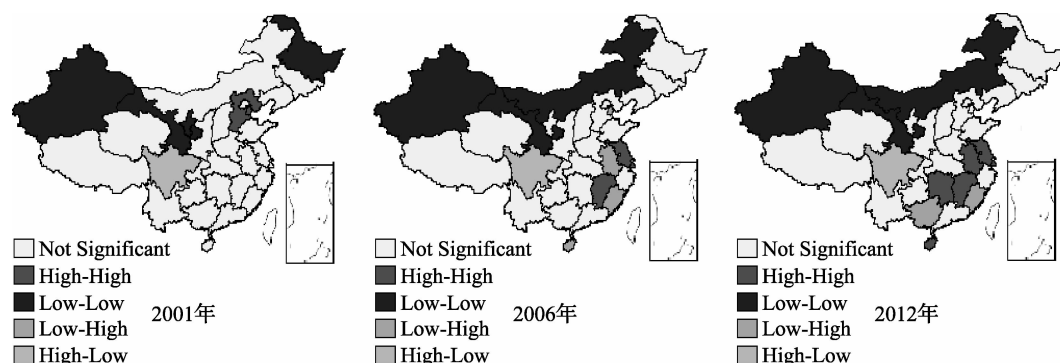 Not Significant
High-High
Low-Low
Low-High
High-Low
2001年
Not Significant
High-High
Low-Low
Low-High
High-Low
2006年
Not Significant
High-High
Low-Low
Low-High
High-Low
2012年